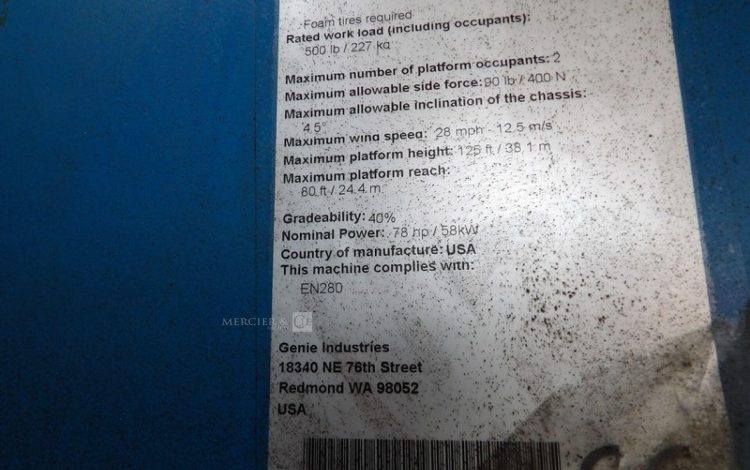 Foam tires required
Rated work load (including occupants):
500 lb / 227 kg
Maximum number of platform occupants: 2
Maximum allowable side force: 90 lb / 400 N
Maximum allowable inclination of the chassis:
4.5°
Maximum wind speed: 28 mph - 12.5 m/s
Maximum platform height: 125 ft / 38.1 m
Maximum platform reach:
80 ft / 24.4 m
Gradeability: 40%
Nominal Power: 78 hp / 58kW
Country of manufacture: USA
This machine complies with:
EN280
MERCIER &
Genie Industries
18340 NE 76th Street
Redmond WA 98052
USA